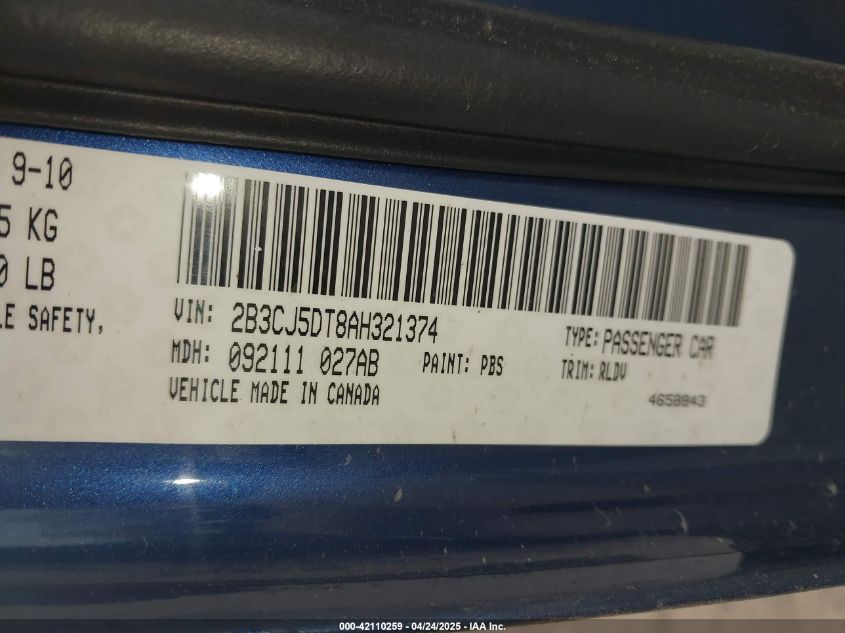 9-10
5 KG
0 LB
LE SAFETY,
VIN: 2B3CJ5DT8AH321374
TYPE: PASSENGER CAR
MDH: 092111 027AB
PAINT: PBS
TRIM: RLDV
VEHICLE MADE IN CANADA
4658843
000-42110259 - 04/24/2025 - IAA Inc.